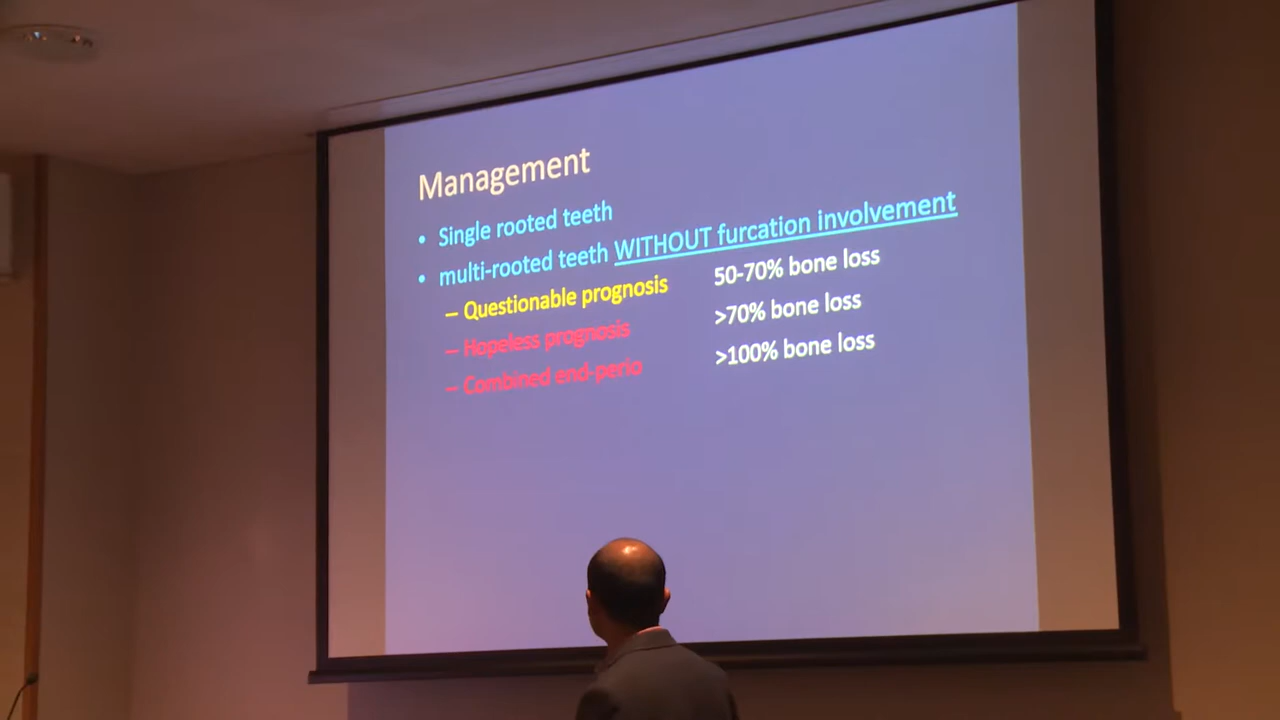 Management
• Single rooted teeth
• multi-rooted teeth WITHOUT furcation involvement
– Questionable prognosis 50-70% bone loss
– Hopeless prognosis >70% bone loss
– Combined end-perio >100% bone loss